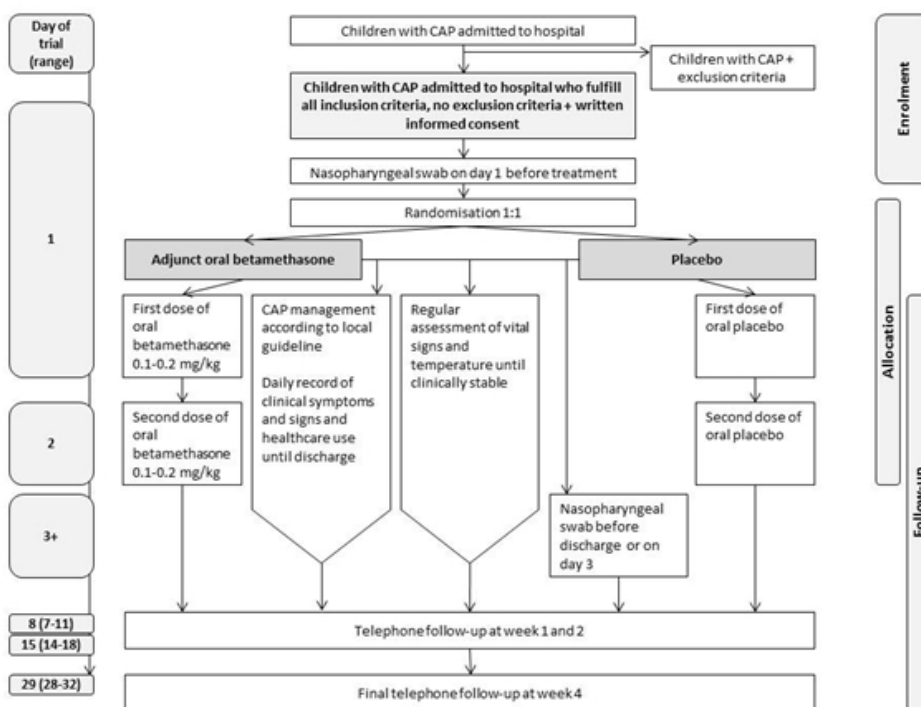 Day of
trial
(range)
Children with CAP admitted to hospital
Children with CAP +
exclusion criteria
Children with CAP admitted to hospital who fulfill
all inclusion criteria, no exclusion criteria + written
informed consent
Enrolment
Nasopharyngeal swab on day 1 before treatment
Randomisation 1:1
1
Adjunct oral betamethasone
Placebo
First dose of
oral
betamethasone
0.1-0.2 mg/kg
CAP management
according to local
guideline
Daily record of
clinical symptoms
and signs and
healthcare use
until discharge
Regular
assessment of vital
signs and
temperature until
clinically stable
First dose of
oral placebo
Allocation
2
Second dose of
oral
betamethasone
0.1-0.2 mg/kg
Second dose of
oral placebo
3+
Nasopharyngeal
swab before
discharge or on
day 3
Follow-up
8 (7-11)
15 (14-18)
Telephone follow-up at week 1 and 2
29 (28-32)
Final telephone follow-up at week 4